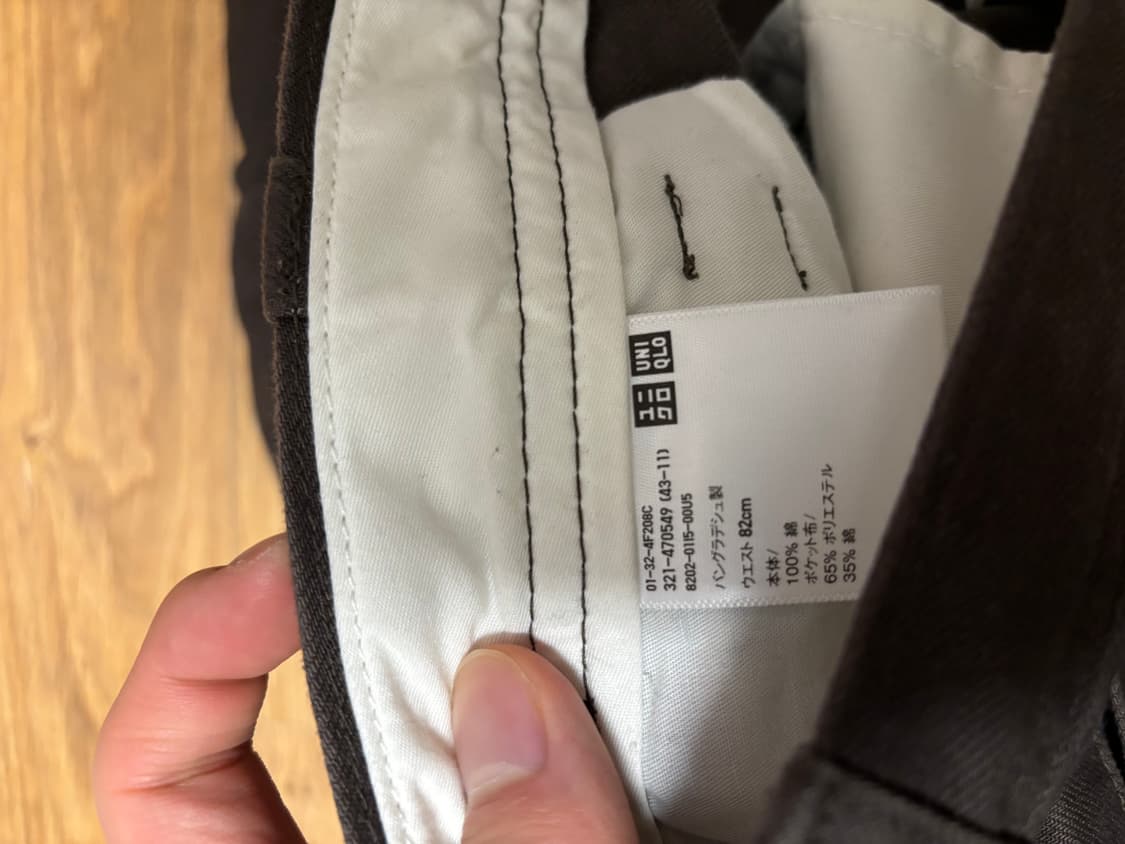 ユニクロ
UNIQLO
01-32-4F208C
321-470549 (43-11)
8202-0115-00U5
バングラデシュ製
ウエスト 82cm
本体/
100% 綿
ポケット布/
65% ポリエステル
35% 綿